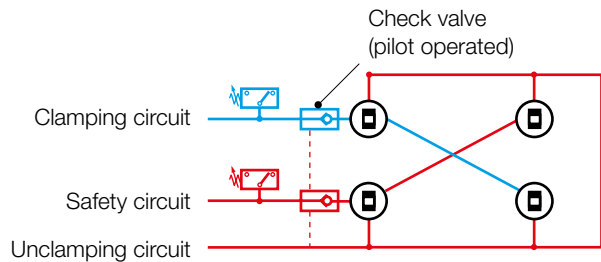 Check valve
(pilot operated)
Clamping circuit
Safety circuit
Unclamping circuit